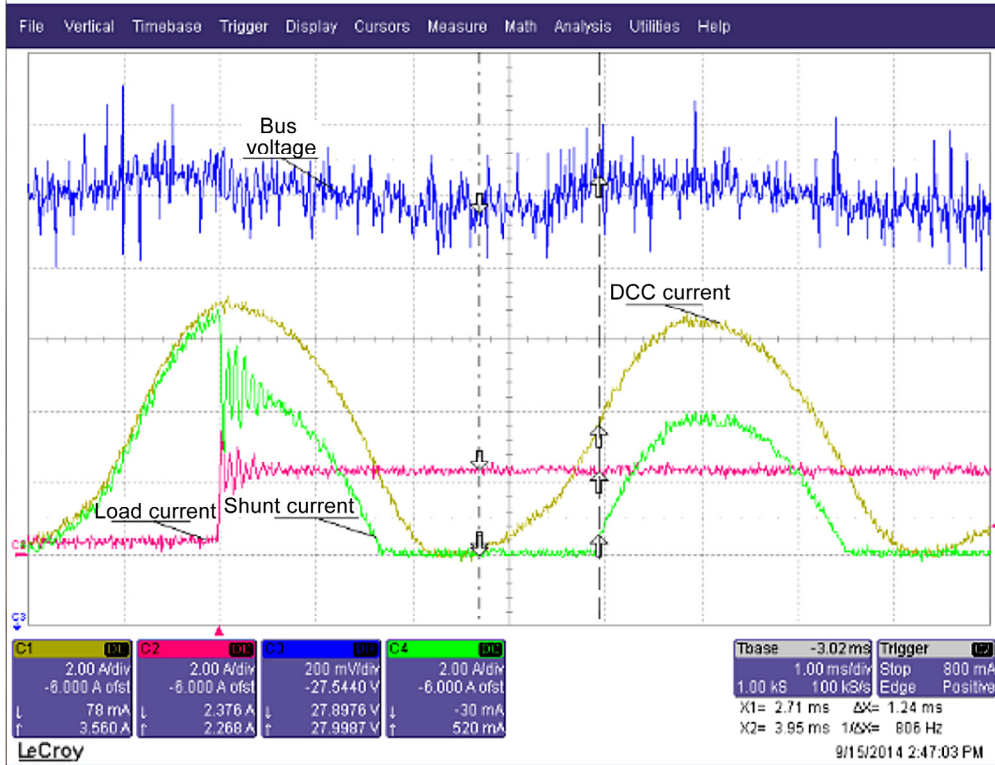 File Vertical Timebase Trigger Display Cursors Measure Math Analysis Utilities Help
Bus
voltage
DCC current
Load current
Shunt current
C3
C1
2.00 A/div
-6.000 A ofst
↓ 78 mA
↑ 3.560 A
C2
2.00 A/div
-6.000 A ofst
↓ 2.376 A
↑ 2.268 A
C3
200 mV/div
-27.5440 V
↓ 27.8976 V
↑ 27.9987 V
C4
2.00 A/div
-6.000 A ofst
↓ -30 mA
↑ 520 mA
Tbase -3.02 ms
1.00 ms/div
1.00 kS 100 kS/s
Trigger
Stop 800 mA
Edge Positive
X1= 2.71 ms ΔX= 1.24 ms
X2= 3.95 ms 1/ΔX= 806 Hz
LeCroy
9/15/2014 2:47:03 PM